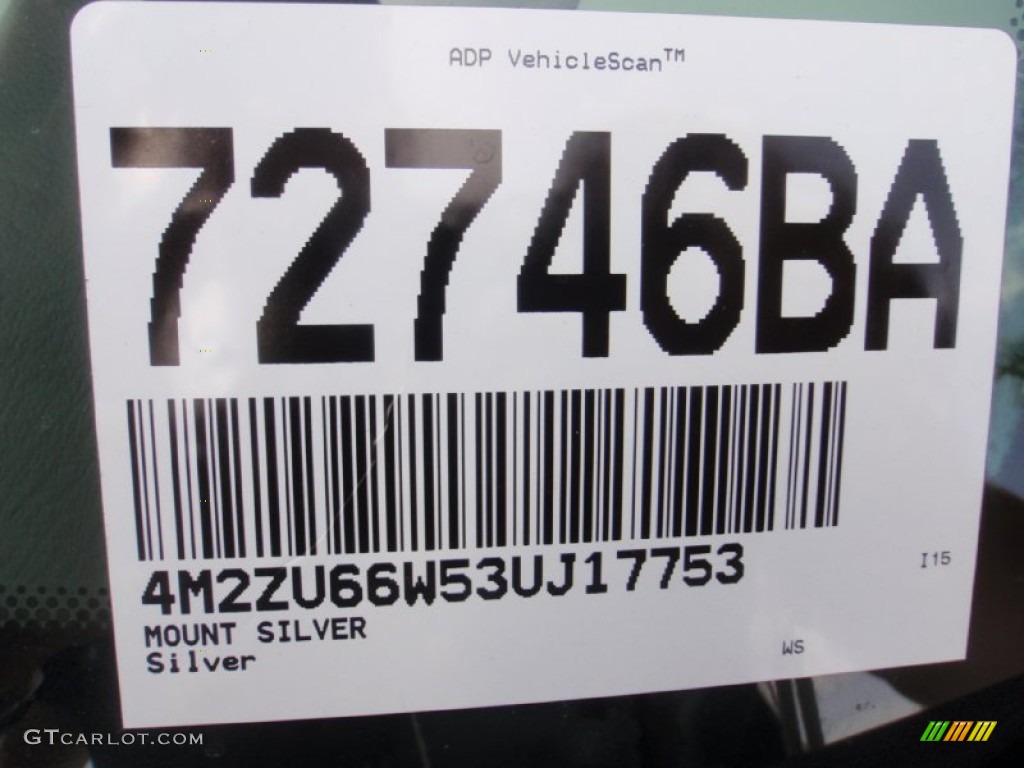 ADP VehicleScan™
72746BA
4M2ZU66W53UJ17753
I15
MOUNT SILVER
Silver
WS
GTCARLOT.COM